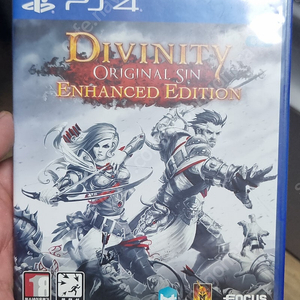 PS4
DIVINITY
ORIGINAL SIN
ENHANCED EDITION
FOCUS